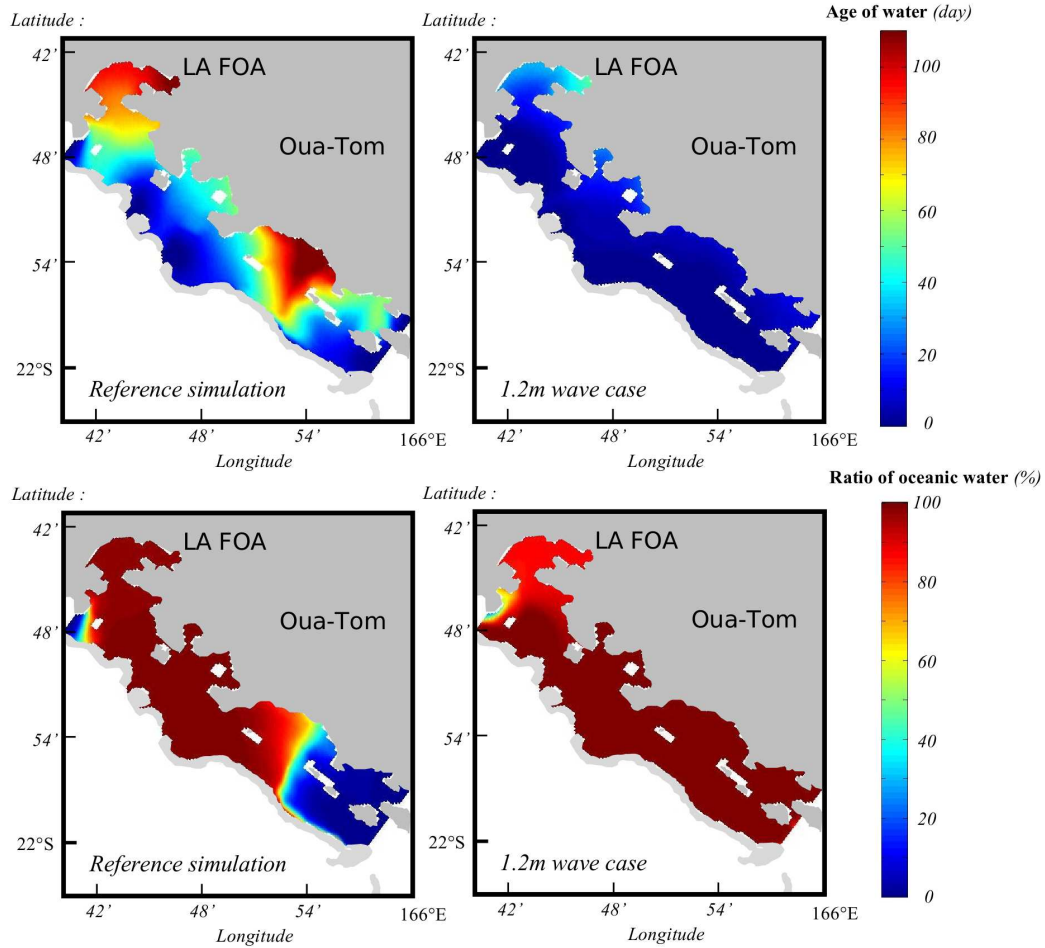 Latitude :
Age of water (day)
42’
LA FOA
LA FOA
100
80
Oua-Tom
Oua-Tom
48’
48’
60
54’
54’
40
20
22°S
22°S
Reference simulation
1.2m wave case
0
42’
48’
54’
42’
48’
54’
166°E
166°E
Longitude
Longitude
Latitude :
Latitude :
Ratio of oceanic water (%)
100
42’
42’
LA FOA
LA FOA
80
Oua-Tom
Oua-Tom
48’
48’
60
54’
54’
40
20
22°S
22°S
Reference simulation
1.2m wave case
0
42’
48’
54’
166°E
42’
48’
54’
166°E
Longitude
Longitude
Latitude :
42’